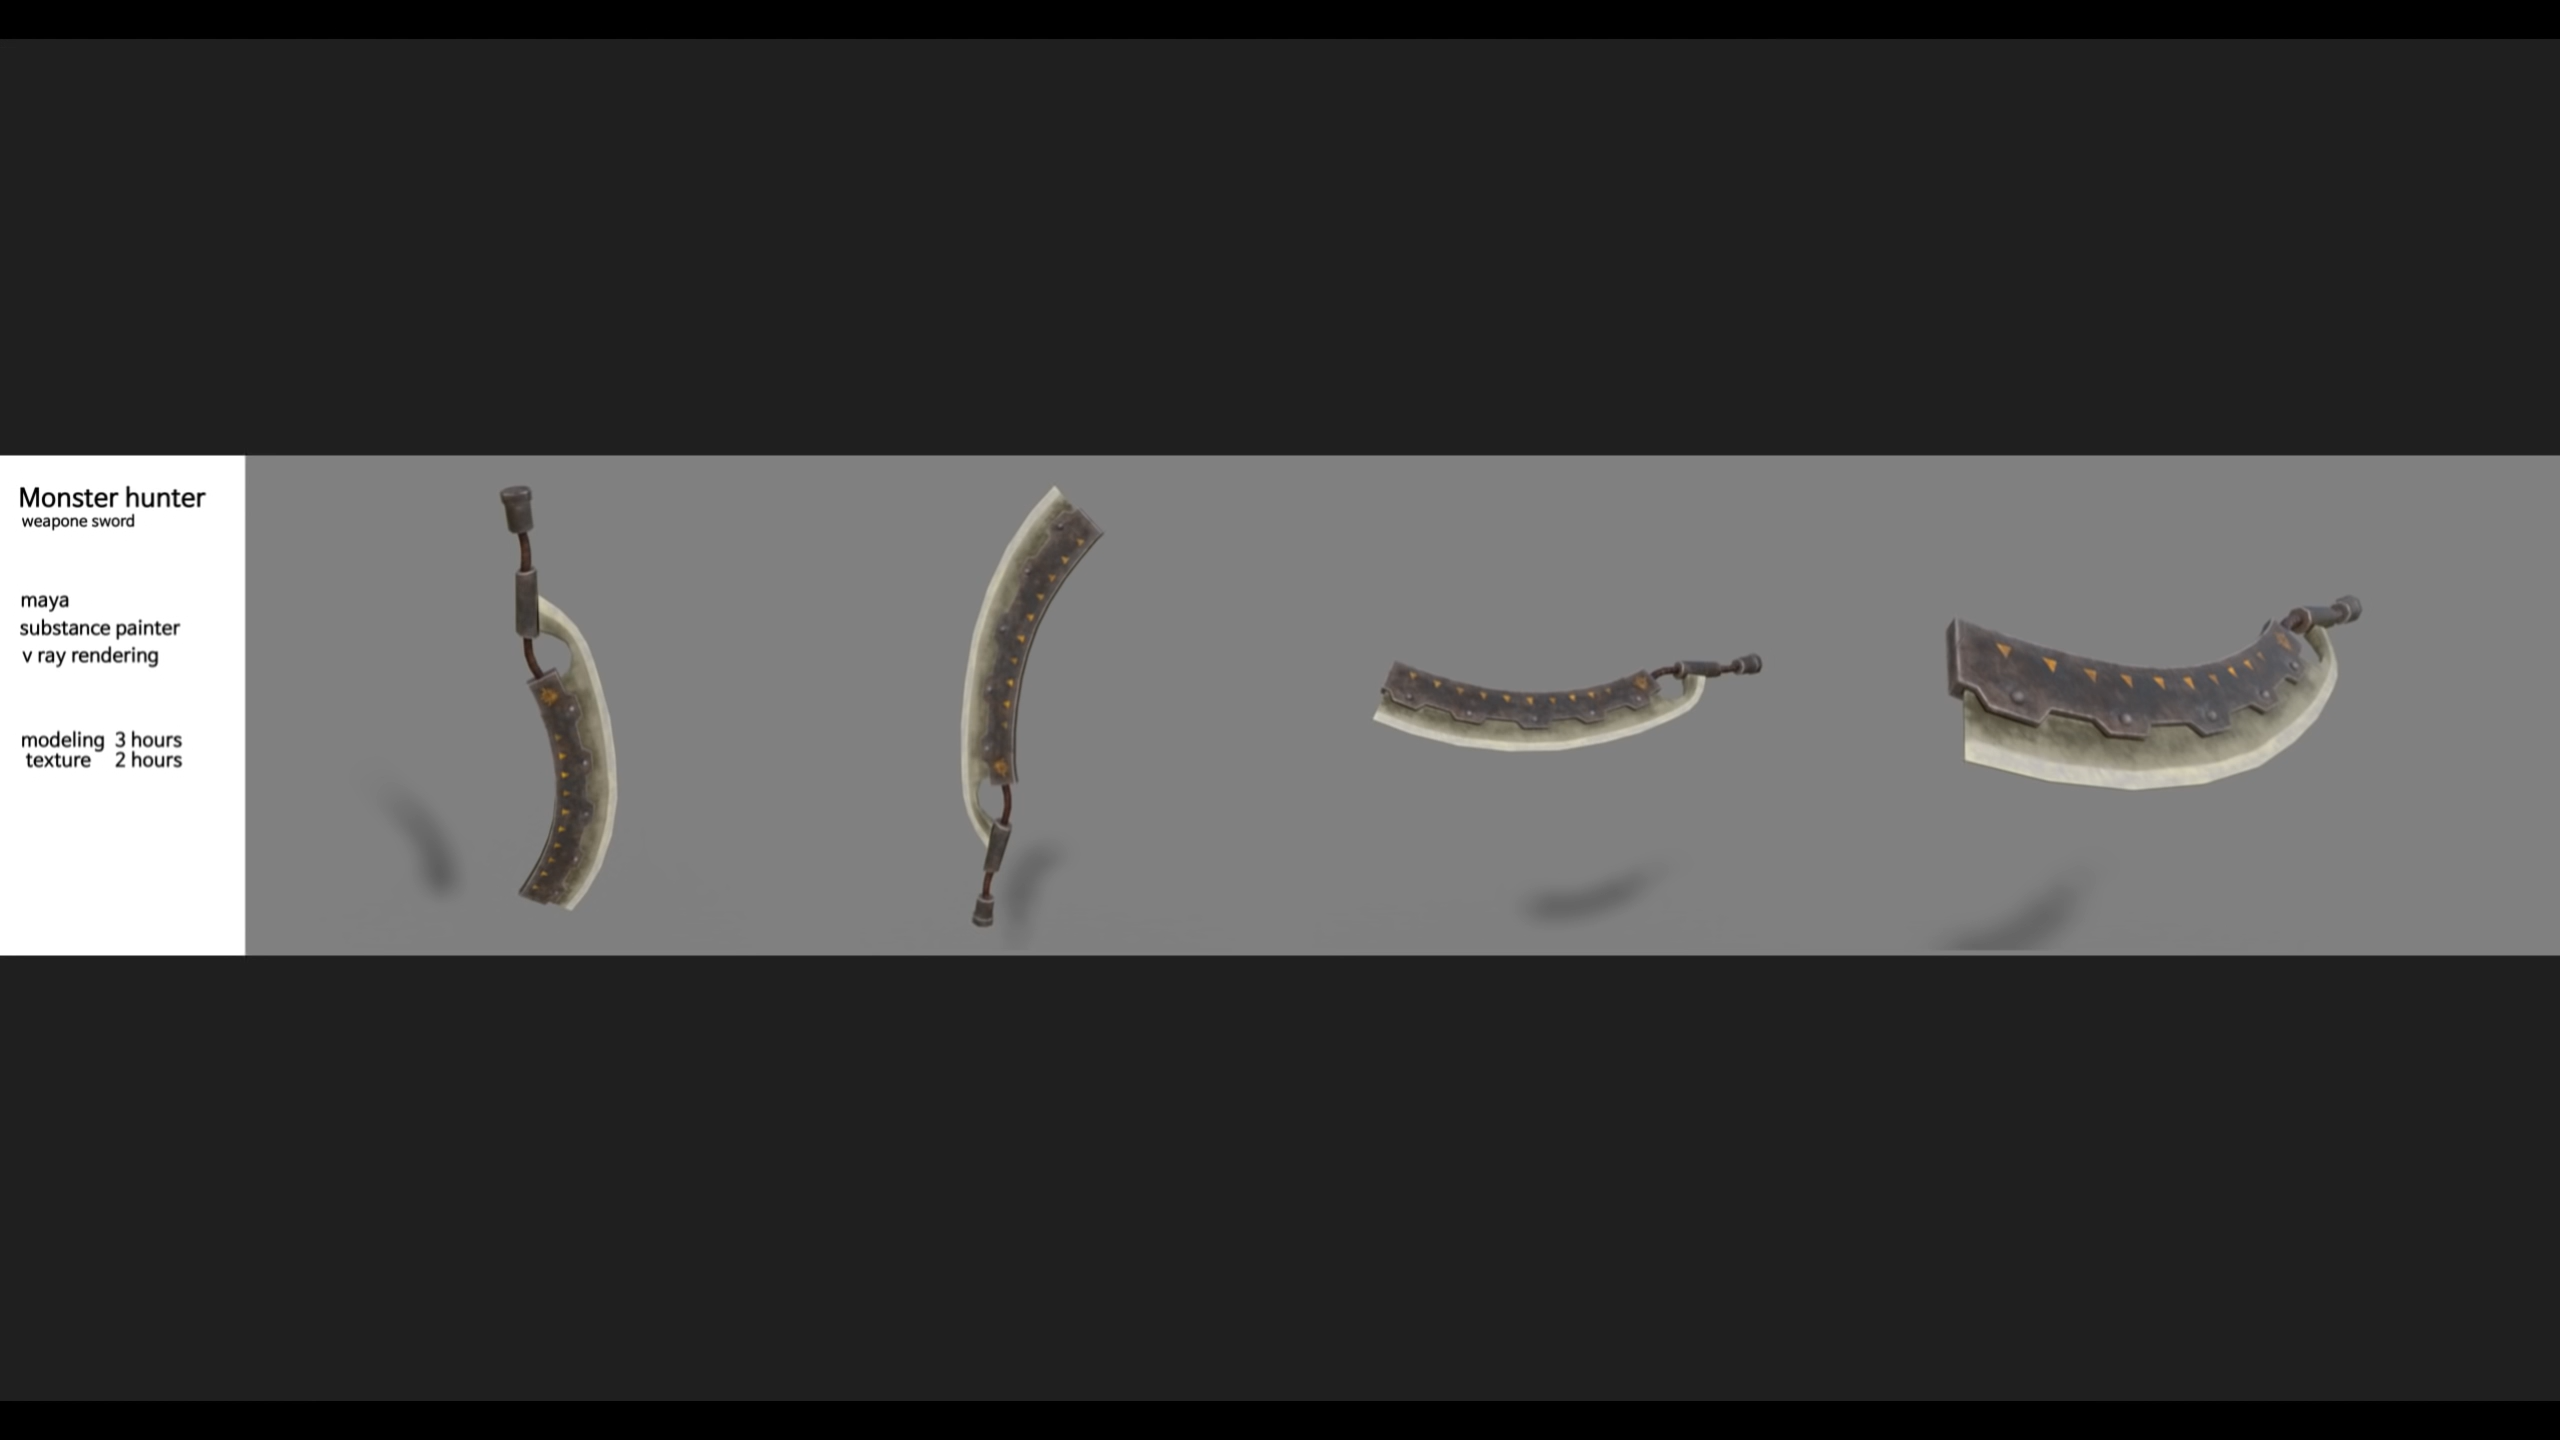 Monster hunter
weapone sword
maya
substance painter
v ray rendering
modeling 3 hours
texture 2 hours